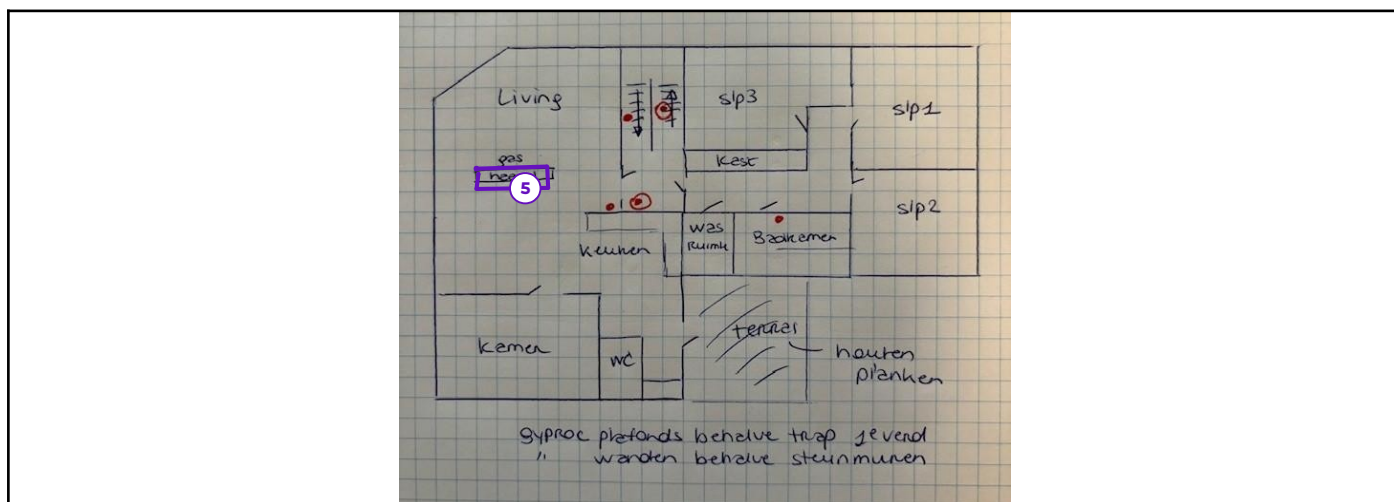 Living
slp3
slp1
gas
5
Kast
slp2
Keuken
was
Ruimte
Badkamer
terras
Kamer
WC
houten
planken
gyproc plafonds behalve trap 1e verd
" wanden behalve steunmuren